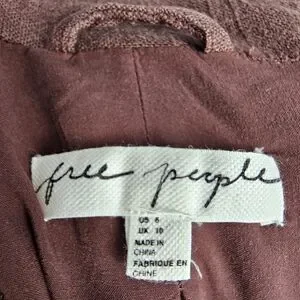 free people
US 6
UK 10
MADE IN
CHINA
FABRIQUE EN
CHINE